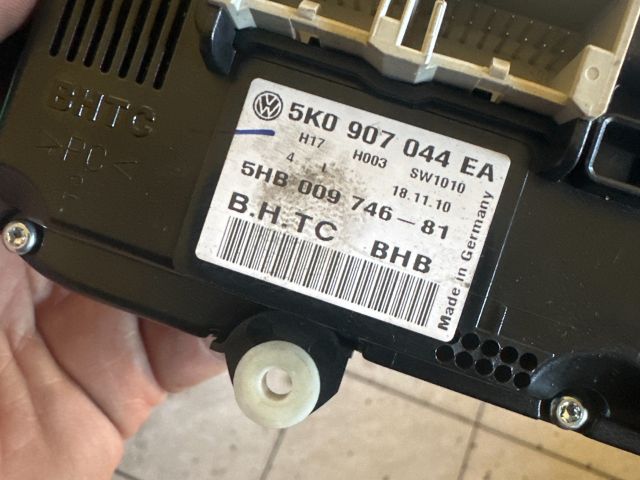 BHTC
>PC<
5K0 907 044 EA
H17 H003 SW1010
4 18.11.10
5HB 009 746-81
B.H.TC BHB
Made in Germany